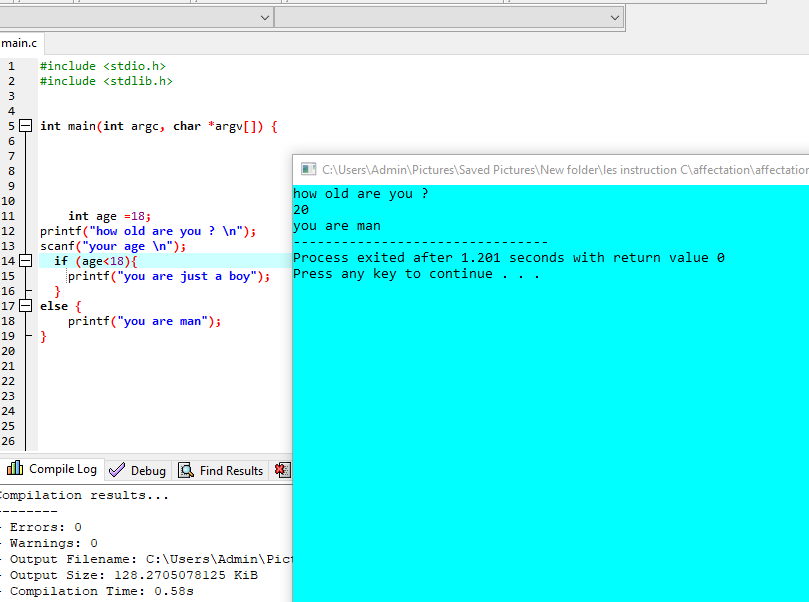 main.c
1 #include <stdio.h>
2 #include <stdlib.h>
3
4
5 int main(int argc, char *argv[]) {
6
7
8
9
10
11 int age =18;
12 printf("how old are you ? \n");
13 scanf("your age \n");
14 if (age<18){
15 printf("you are just a boy");
16 }
17 else {
18 printf("you are man");
19 }
20
21
22
23
24
25
26
C:\Users\Admin\Pictures\Saved Pictures\New folder\les instruction C\affectation\affectation
how old are you ?
20
you are man
--------------------------------
Process exited after 1.201 seconds with return value 0
Press any key to continue . . .
Compile Log Debug Find Results
Compilation results...
--------
- Errors: 0
- Warnings: 0
- Output Filename: C:\Users\Admin\Pict
- Output Size: 128.2705078125 KiB
- Compilation Time: 0.58s